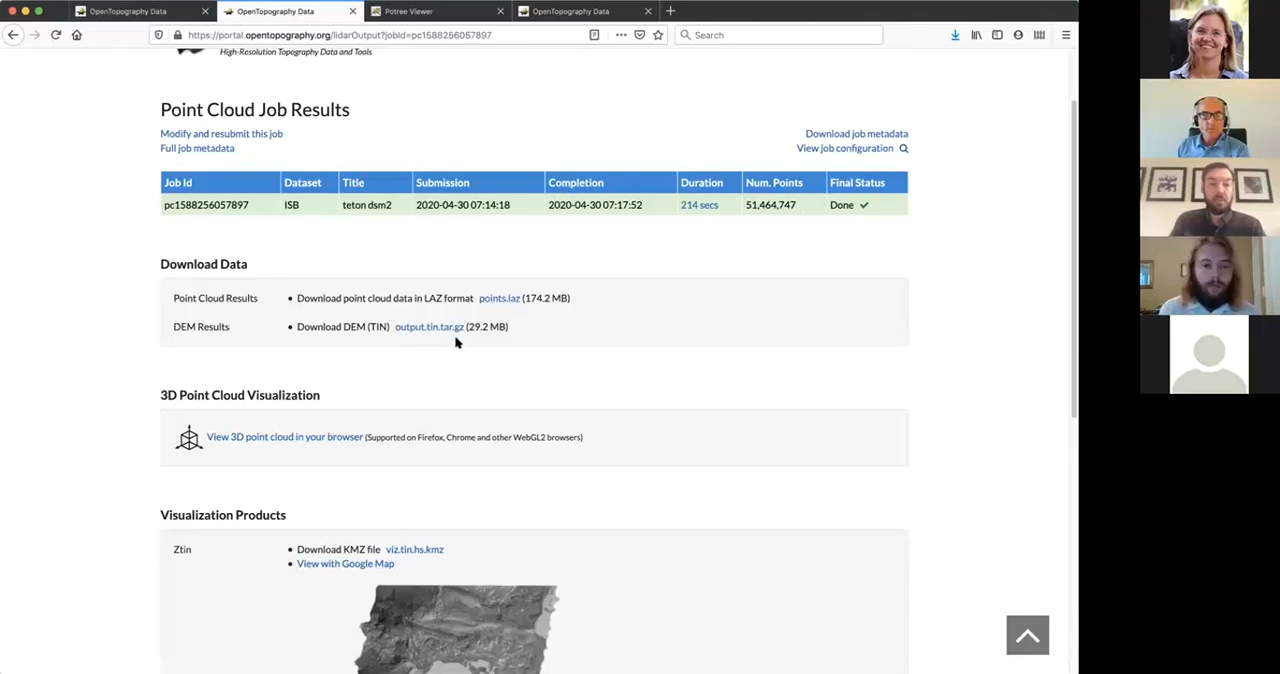 OpenTopography Data
OpenTopography Data
Potree Viewer
OpenTopography Data
https://portal.opentopography.org/lidarOutput?jobId=pc1588256057897
Search
High-Resolution Topography Data and Tools
Point Cloud Job Results
Modify and resubmit this job
Download job metadata
Full job metadata
View job configuration
Job Id Dataset Title Submission Completion Duration Num. Points Final Status
pc1588256057897 ISB teton dsm2 2020-04-30 07:14:18 2020-04-30 07:17:52 214 secs 51,464,747 Done
Download Data
Point Cloud Results • Download point cloud data in LAZ format points.laz (174.2 MB)
DEM Results • Download DEM (TIN) output.tin.tar.gz (29.2 MB)
3D Point Cloud Visualization
View 3D point cloud in your browser (Supported on Firefox, Chrome and other WebGL2 browsers)
Visualization Products
Ztin • Download KMZ file viz.tin.hs.kmz
• View with Google Map